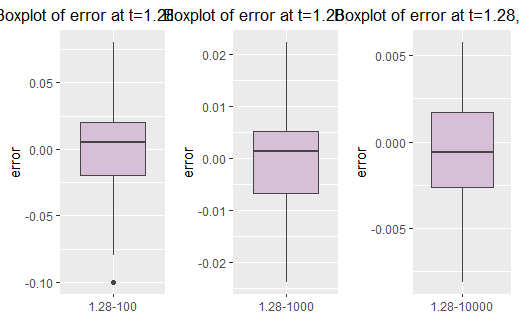 Boxplot of error at t=1.28
Boxplot of error at t=1.28
Boxplot of error at t=1.28,
error
0.05
0.00
-0.05
-0.10
1.28-100
error
0.02
0.01
0.00
-0.01
-0.02
1.28-1000
error
0.005
0.000
-0.005
1.28-10000